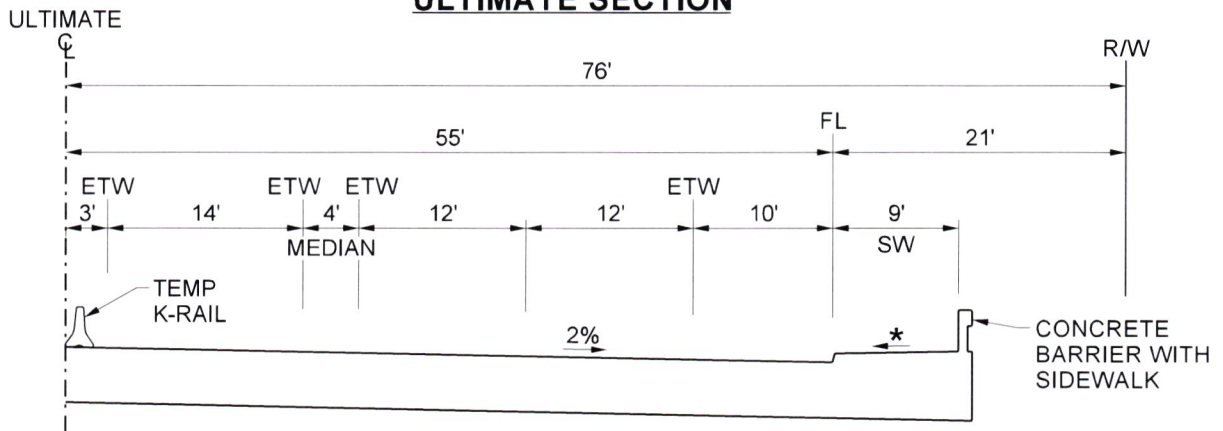 ULTIMATE SECTION
ULTIMATE
℄
R/W
76'
FL
55'
21'
ETW
ETW
ETW
ETW
3'
14'
4'
12'
12'
10'
9'
MEDIAN
SW
TEMP
K-RAIL
2%
*
CONCRETE
BARRIER WITH
SIDEWALK